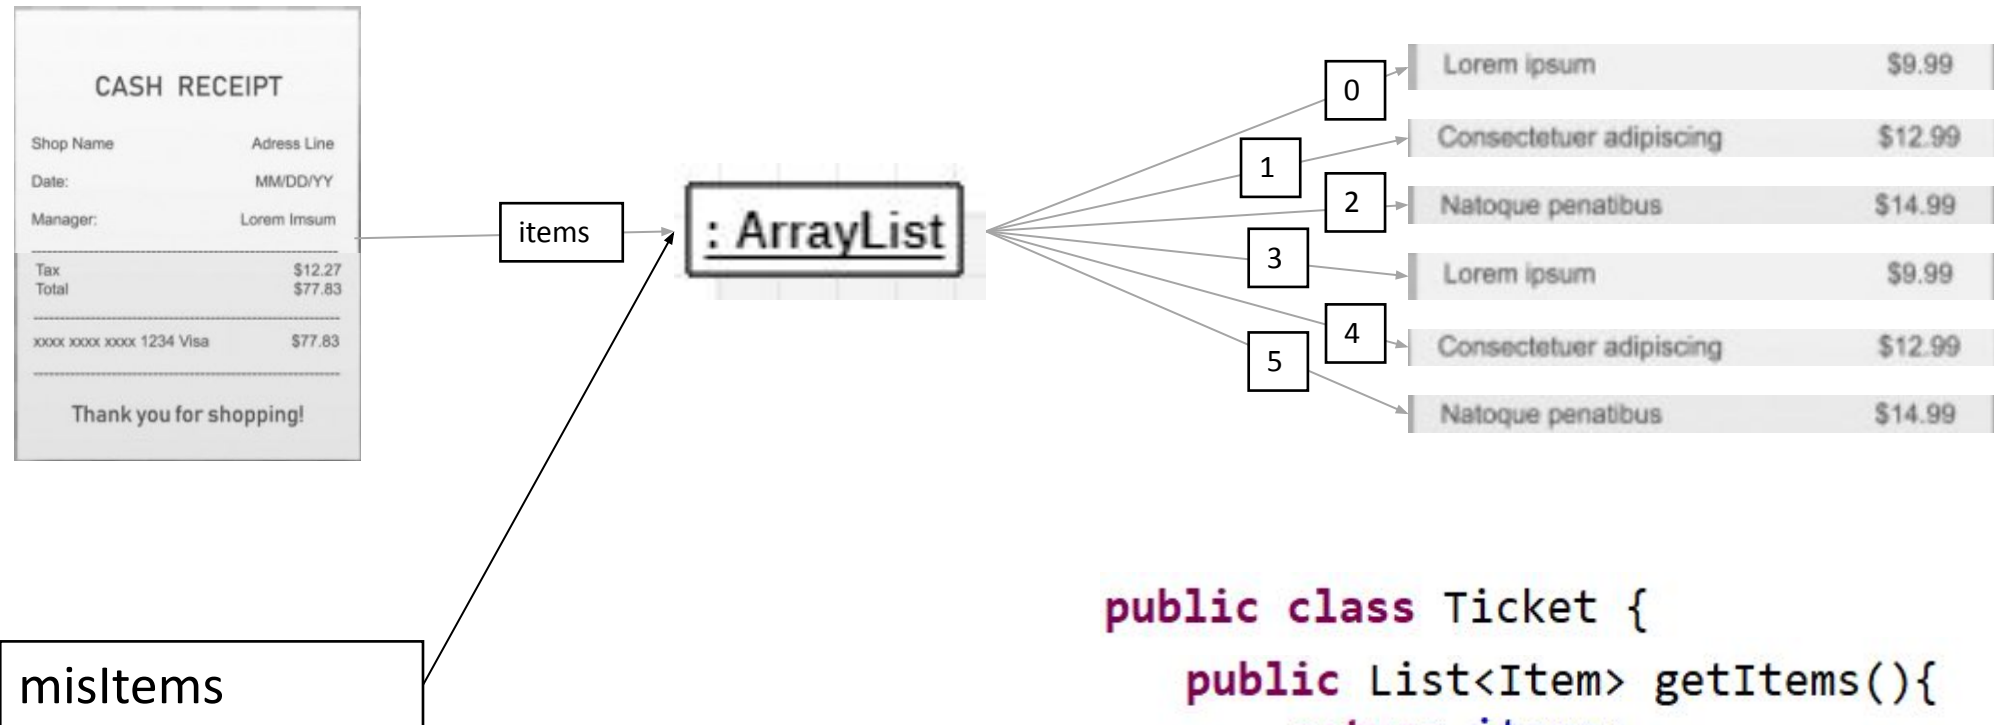 CASH RECEIPT
Shop Name Adress Line
Date: MM/DD/YY
Manager: Lorem Imsum
Tax $12.27
Total $77.83
xxxx xxxx xxxx 1234 Visa $77.83
Thank you for shopping!
items
: ArrayList
0
1
2
3
4
5
Lorem ipsum $9.99
Consectetuer adipiscing $12.99
Natoque penatibus $14.99
Lorem ipsum $9.99
Consectetuer adipiscing $12.99
Natoque penatibus $14.99
misItems
public class Ticket {
public List<Item> getItems(){